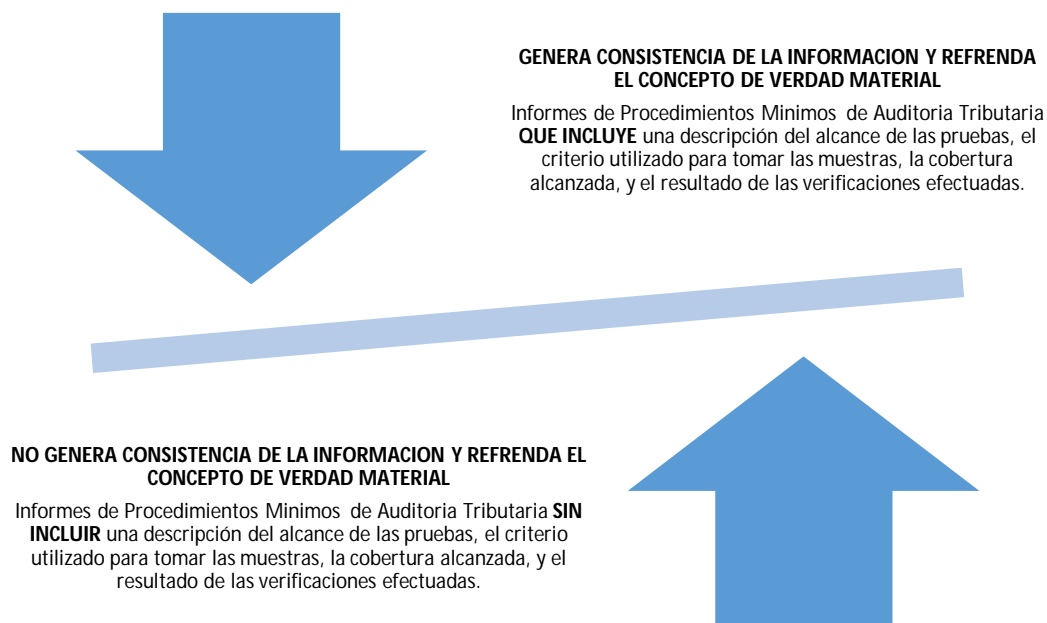 GENERA CONSISTENCIA DE LA INFORMACION Y REFRENDA
EL CONCEPTO DE VERDAD MATERIAL
Informes de Procedimientos Minimos de Auditoria Tributaria
QUE INCLUYE una descripción del alcance de las pruebas, el
criterio utilizado para tomar las muestras, la cobertura
alcanzada, y el resultado de las verificaciones efectuadas.
NO GENERA CONSISTENCIA DE LA INFORMACION Y REFRENDA EL
CONCEPTO DE VERDAD MATERIAL
Informes de Procedimientos Minimos de Auditoria Tributaria SIN
INCLUIR una descripción del alcance de las pruebas, el criterio
utilizado para tomar las muestras, la cobertura alcanzada, y el
resultado de las verificaciones efectuadas.